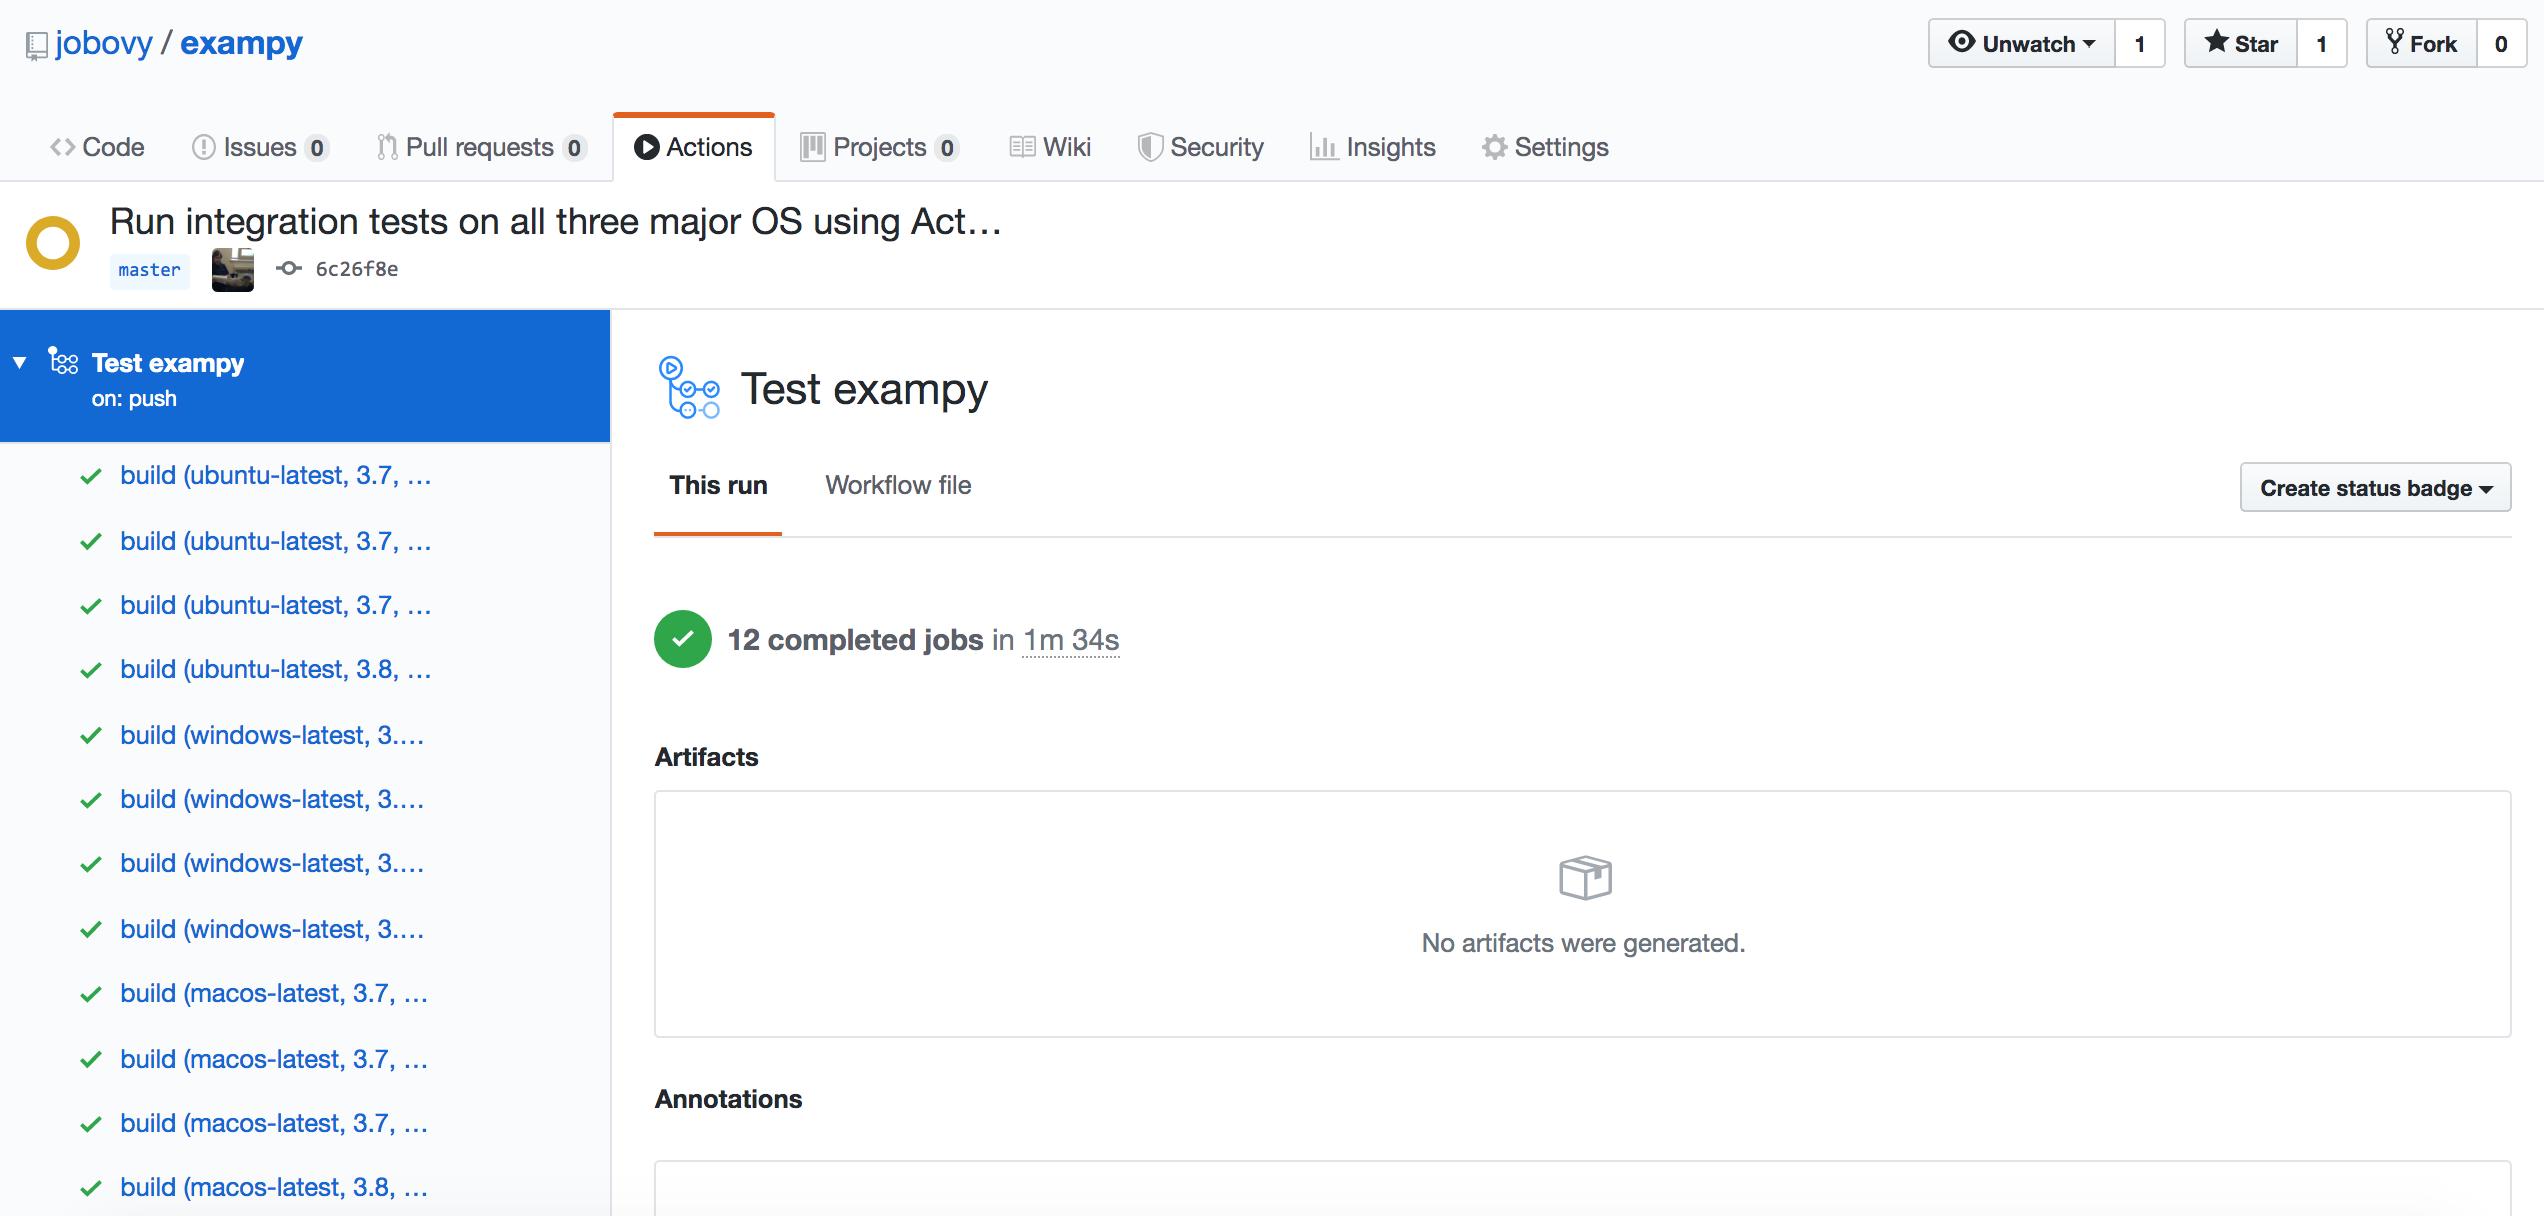 jobovy / exampy
Unwatch 1
Star 1
Fork 0
Code
Issues 0
Pull requests 0
Actions
Projects 0
Wiki
Security
Insights
Settings
Run integration tests on all three major OS using Act…
master
6c26f8e
Test exampy
on: push
build (ubuntu-latest, 3.7, …
build (ubuntu-latest, 3.7, …
build (ubuntu-latest, 3.7, …
build (ubuntu-latest, 3.8, …
build (windows-latest, 3.…
build (windows-latest, 3.…
build (windows-latest, 3.…
build (windows-latest, 3.…
build (macos-latest, 3.7, …
build (macos-latest, 3.7, …
build (macos-latest, 3.7, …
build (macos-latest, 3.8, …
Test exampy
This run
Workflow file
Create status badge
12 completed jobs in 1m 34s
Artifacts
No artifacts were generated.
Annotations